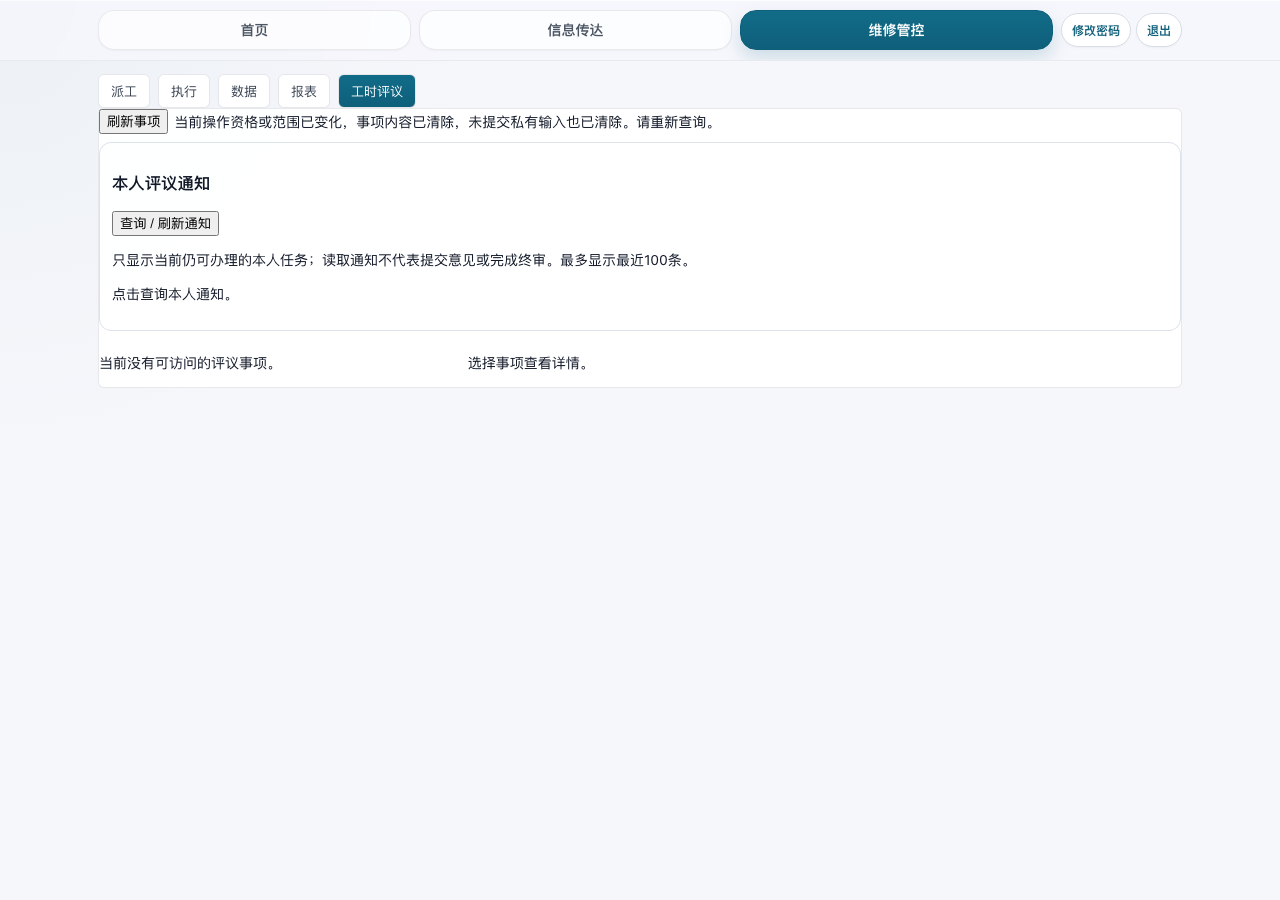 首页 信息传达 维修管控 修改密码 退出
派工 执行 数据 报表 工时评议
刷新事项 当前操作资格或范围已变化，事项内容已清除，未提交私有输入也已清除。请重新查询。
本人评议通知
查询 / 刷新通知
只显示当前仍可办理的本人任务；读取通知不代表提交意见或完成终审。最多显示最近100条。
点击查询本人通知。
当前没有可访问的评议事项。 选择事项查看详情。